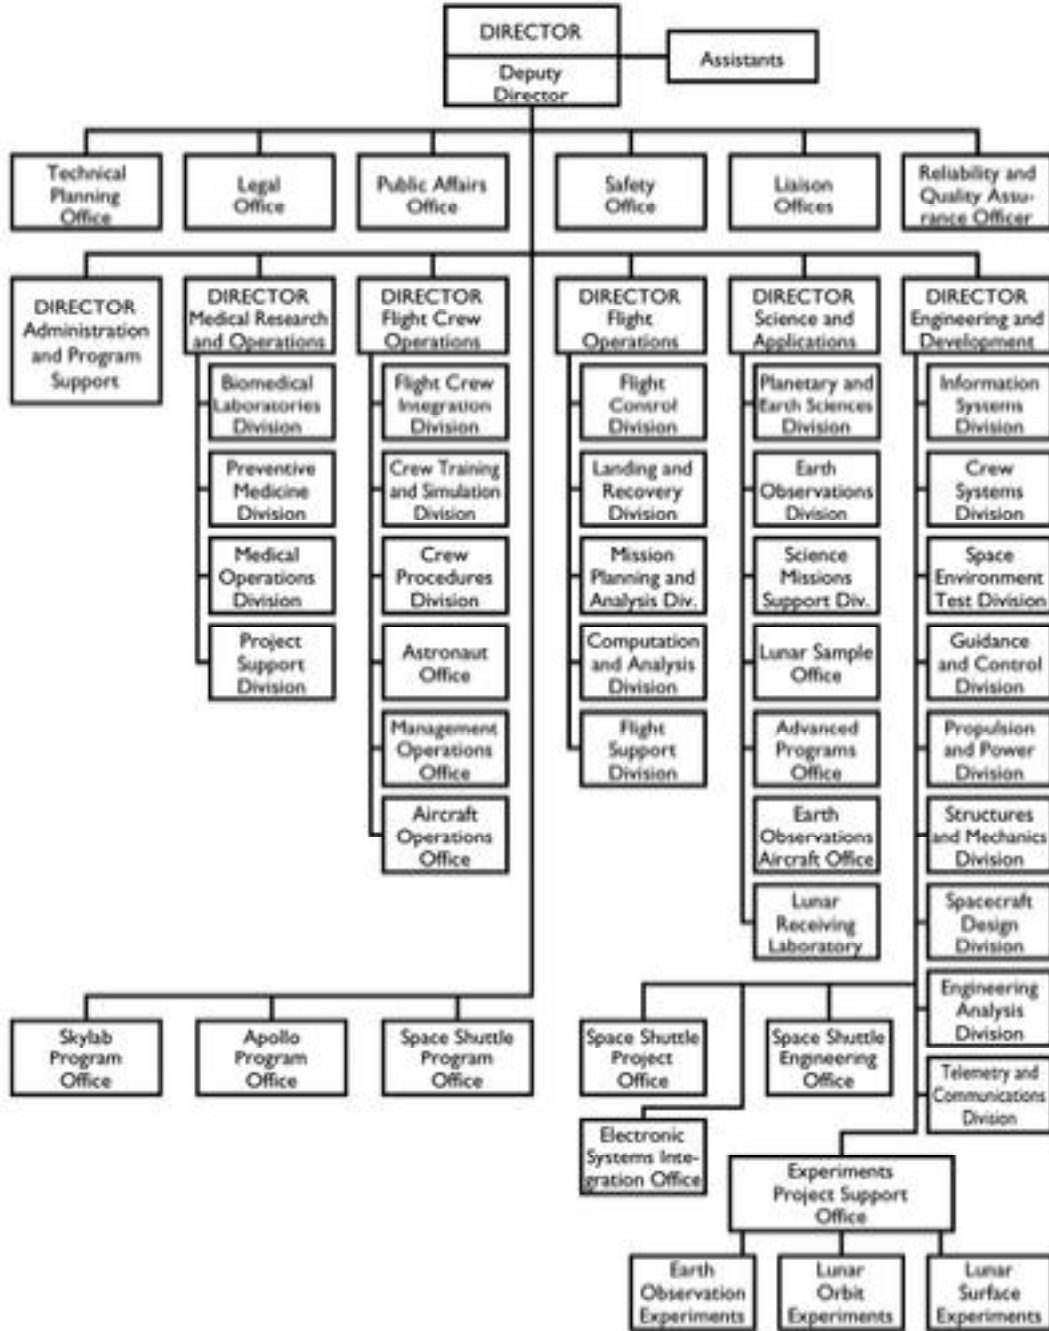 DIRECTOR
Deputy
Director
Assistants
Technical
Planning
Office
Legal
Office
Public Affairs
Office
Safety
Office
Liaison
Offices
Reliability and
Quality Assu-
rance Officer
DIRECTOR
Administration
and Program
Support
DIRECTOR
Medical Research
and Operations
Biomedical
Laboratories
Division
Preventive
Medicine
Division
Medical
Operations
Division
Project
Support
Division
DIRECTOR
Flight Crew
Operations
Flight Crew
Integration
Division
Crew Training
and Simulation
Division
Crew
Procedures
Division
Astronaut
Office
Management
Operations
Office
Aircraft
Operations
Office
DIRECTOR
Flight
Operations
Flight
Control
Division
Landing and
Recovery
Division
Mission
Planning and
Analysis Div.
Computation
and Analysis
Division
Flight
Support
Division
DIRECTOR
Science and
Applications
Planetary and
Earth Sciences
Division
Earth
Observations
Division
Science
Missions
Support Div.
Lunar Sample
Office
Advanced
Programs
Office
Earth
Observations
Aircraft Office
Lunar
Receiving
Laboratory
DIRECTOR
Engineering and
Development
Information
Systems
Division
Crew
Systems
Division
Space
Environment
Test Division
Guidance
and Control
Division
Propulsion
and Power
Division
Structures
and Mechanics
Division
Spacecraft
Design
Division
Engineering
Analysis
Division
Telemetry and
Communications
Division
Skylab
Program
Office
Apollo
Program
Office
Space Shuttle
Program
Office
Space Shuttle
Project
Office
Space Shuttle
Engineering
Office
Electronic
Systems Inte-
gration Office
Experiments
Project Support
Office
Earth
Observation
Experiments
Lunar
Orbit
Experiments
Lunar
Surface
Experiments